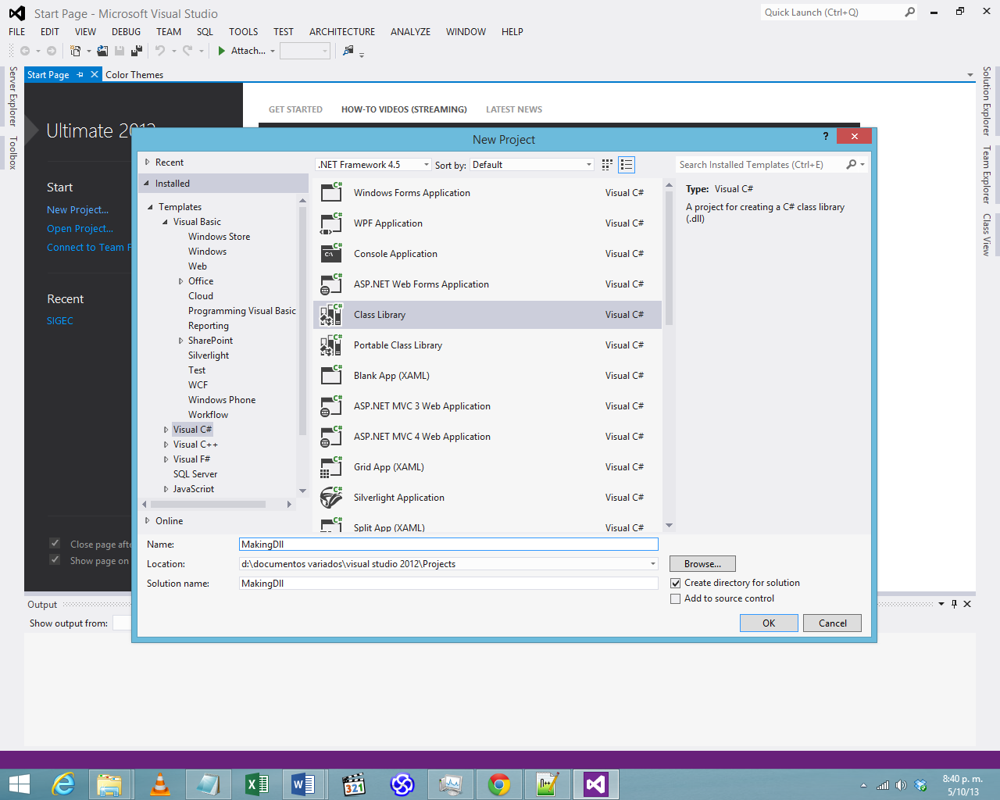 Start Page - Microsoft Visual Studio
Quick Launch (Ctrl+Q)
FILE EDIT VIEW DEBUG TEAM SQL TOOLS TEST ARCHITECTURE ANALYZE WINDOW HELP
Attach...
Server Explorer
Toolbox
Start Page
Color Themes
Solution Explorer
Team Explorer
Class View
GET STARTED HOW-TO VIDEOS (STREAMING) LATEST NEWS
Ultimate 2012
Start
New Project...
Open Project...
Connect to Team F
Recent
SIGEC
Close page afte
Show page on
New Project
?
Recent
Installed
Templates
Visual Basic
Windows Store
Windows
Web
Office
Cloud
Programming Visual Basic
Reporting
SharePoint
Silverlight
Test
WCF
Windows Phone
Workflow
Visual C#
Visual C++
Visual F#
SQL Server
JavaScript
Online
.NET Framework 4.5
Sort by: Default
Search Installed Templates (Ctrl+E)
Windows Forms Application Visual C#
WPF Application Visual C#
Console Application Visual C#
ASP.NET Web Forms Application Visual C#
Class Library Visual C#
Portable Class Library Visual C#
Blank App (XAML) Visual C#
ASP.NET MVC 3 Web Application Visual C#
ASP.NET MVC 4 Web Application Visual C#
Grid App (XAML) Visual C#
Silverlight Application Visual C#
Split App (XAML) Visual C#
Type: Visual C#
A project for creating a C# class library
(.dll)
Name: MakingDll
Location: d:\documentos variados\visual studio 2012\Projects
Browse...
Solution name: MakingDll
Create directory for solution
Add to source control
OK
Cancel
Output
Show output from:
8:40 p. m.
5/10/13